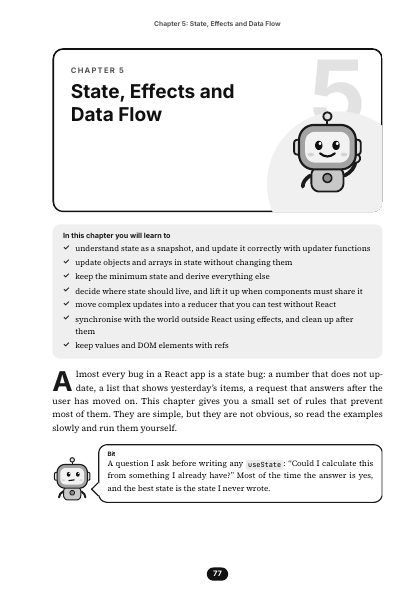 Chapter 5: State, Effects and Data Flow
CHAPTER 5
5
State, Effects and
Data Flow
In this chapter you will learn to
✓ understand state as a snapshot, and update it correctly with updater functions
✓ update objects and arrays in state without changing them
✓ keep the minimum state and derive everything else
✓ decide where state should live, and lift it up when components must share it
✓ move complex updates into a reducer that you can test without React
✓ synchronise with the world outside React using effects, and clean up after
them
✓ keep values and DOM elements with refs
Almost every bug in a React app is a state bug: a number that does not up-
date, a list that shows yesterday’s items, a request that answers after the
user has moved on. This chapter gives you a small set of rules that prevent
most of them. They are simple, but they are not obvious, so read the examples
slowly and run them yourself.
Bit
A question I ask before writing any useState: “Could I calculate this
from something I already have?” Most of the time the answer is yes,
and the best state is the state I never wrote.
77